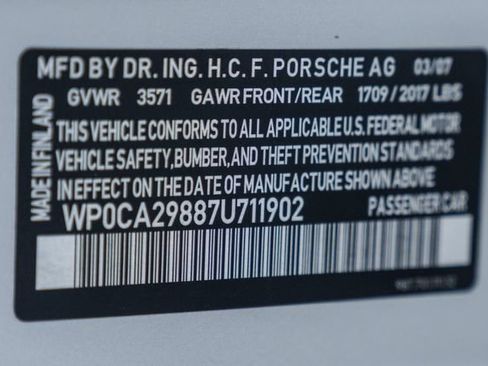 MFD BY DR. ING. H.C. F. PORSCHE AG 03/07
GVWR 3571 GAWR FRONT/REAR 1709/2017 LBS
THIS VEHICLE CONFORMS TO ALL APPLICABLE U.S. FEDERAL MOTOR
VEHICLE SAFETY, BUMPER, AND THEFT PREVENTION STANDARDS
IN EFFECT ON THE DATE OF MANUFACTURE SHOWN ABOVE.
WP0CA29887U711902 PASSENGER CAR
MADE IN FINLAND